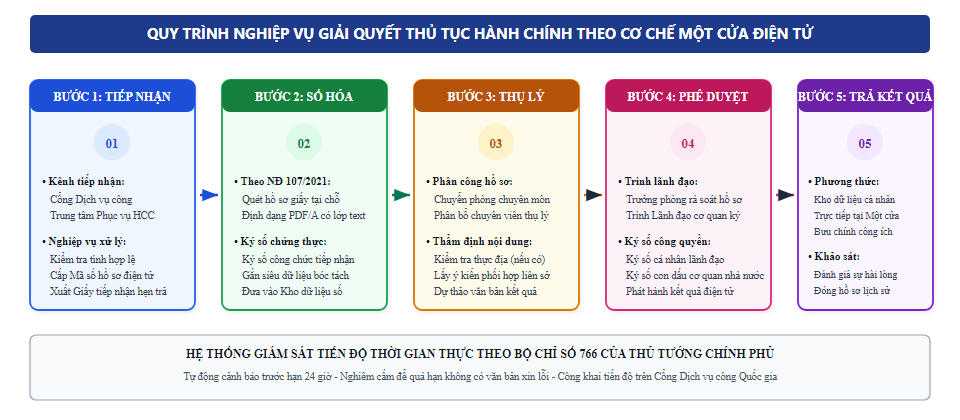 QUY TRÌNH NGHIỆP VỤ GIẢI QUYẾT THỦ TỤC HÀNH CHÍNH THEO CƠ CHẾ MỘT CỬA ĐIỆN TỬ
BƯỚC 1: TIẾP NHẬN
01
• Kênh tiếp nhận:
Cổng Dịch vụ công
Trung tâm Phục vụ HCC
• Nghiệp vụ xử lý:
Kiểm tra tính hợp lệ
Cấp Mã số hồ sơ điện tử
Xuất Giấy tiếp nhận hẹn trả
BƯỚC 2: SỐ HÓA
02
• Theo NĐ 107/2021:
Quét hồ sơ giấy tại chỗ
Định dạng PDF/A có lớp text
• Ký số chứng thực:
Ký số công chức tiếp nhận
Gắn siêu dữ liệu bóc tách
Đưa vào Kho dữ liệu số
BƯỚC 3: THỤ LÝ
03
• Phân công hồ sơ:
Chuyển phòng chuyên môn
Phân bổ chuyên viên thụ lý
• Thẩm định nội dung:
Kiểm tra thực địa (nếu có)
Lấy ý kiến phối hợp liên sở
Dự thảo văn bản kết quả
BƯỚC 4: PHÊ DUYỆT
04
• Trình lãnh đạo:
Trưởng phòng rà soát hồ sơ
Trình Lãnh đạo cơ quan ký
• Ký số công quyền:
Ký số cá nhân lãnh đạo
Ký số con dấu cơ quan nhà nước
Phát hành kết quả điện tử
BƯỚC 5: TRẢ KẾT QUẢ
05
• Phương thức:
Kho dữ liệu cá nhân
Trực tiếp tại Một cửa
Bưu chính công ích
• Khảo sát:
Đánh giá sự hài lòng
Đóng hồ sơ lịch sử
HỆ THỐNG GIÁM SÁT TIẾN ĐỘ THỜI GIAN THỰC THEO BỘ CHỈ SỐ 766 CỦA THỦ TƯỚNG CHÍNH PHỦ
Tự động cảnh báo trước hạn 24 giờ - Nghiêm cấm để quá hạn không có văn bản xin lỗi - Công khai tiến độ trên Cổng Dịch vụ công Quốc gia